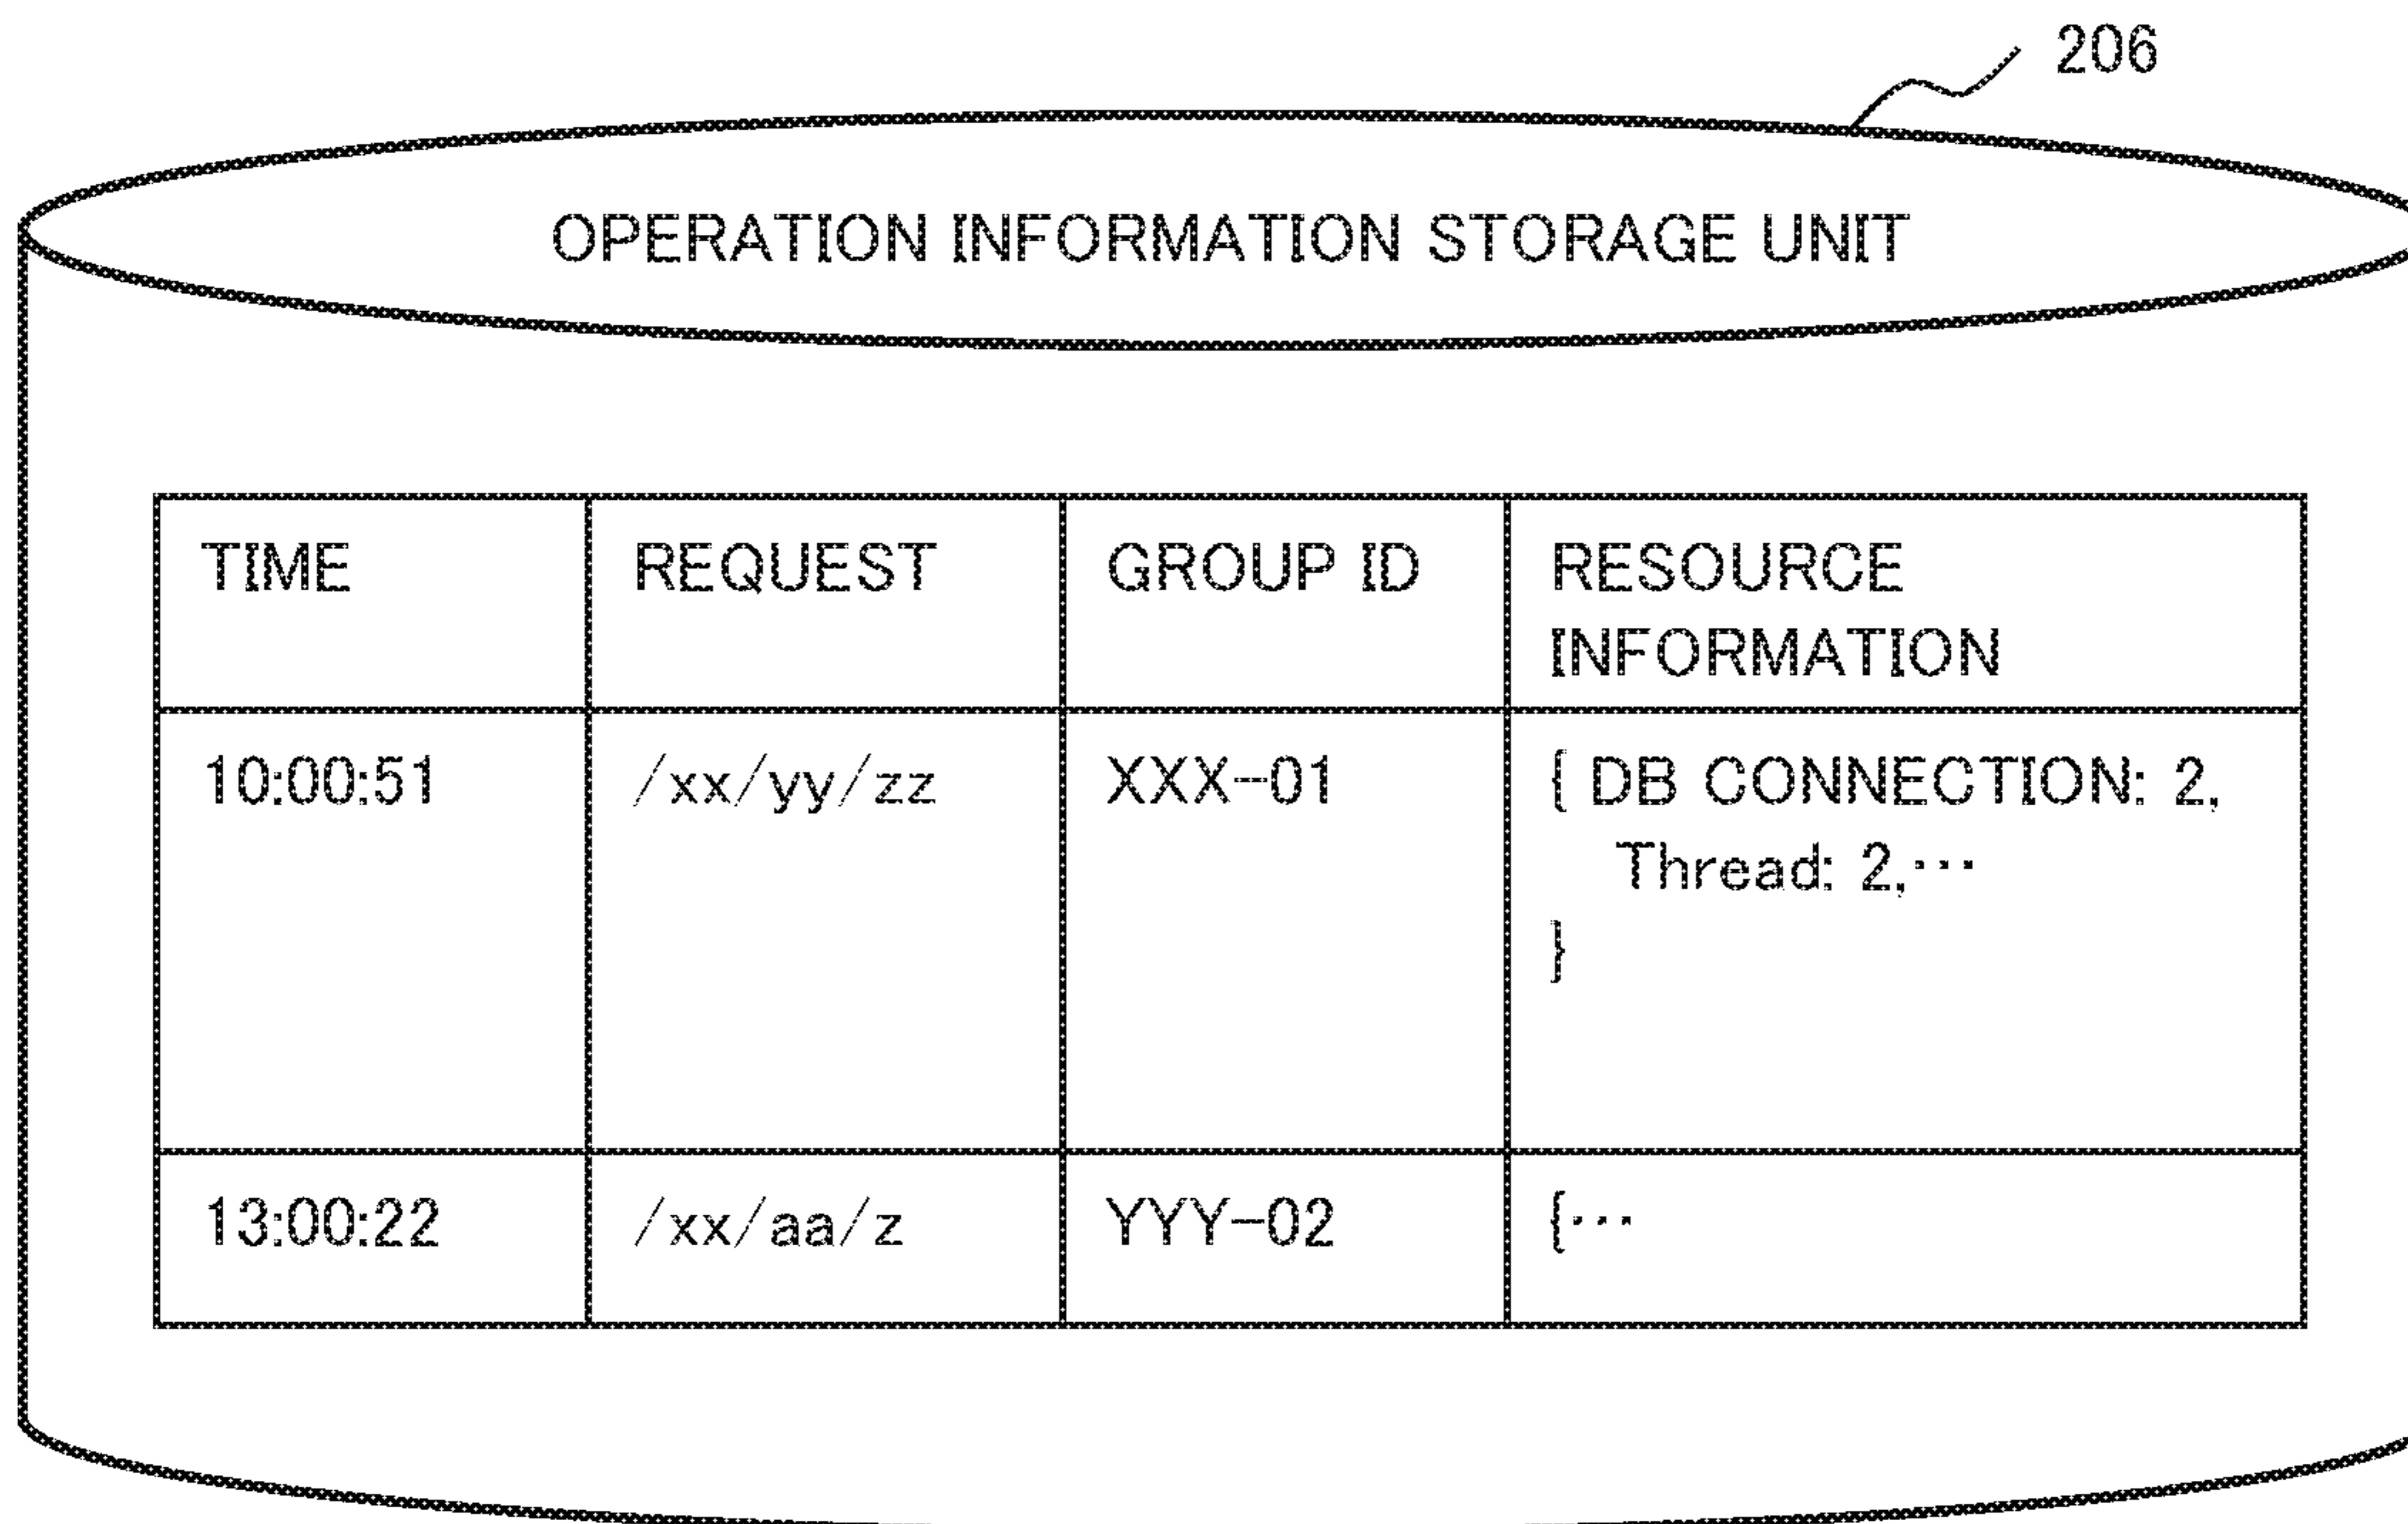 206
OPERATION INFORMATION STORAGE UNIT
TIME
REQUEST
GROUP ID
RESOURCE
INFORMATION
10:00:51
/xx/yy/zz
XXX-01
{ DB CONNECTION: 2,
Thread: 2,···
}
13:00:22
/xx/aa/z
YYY-02
{···